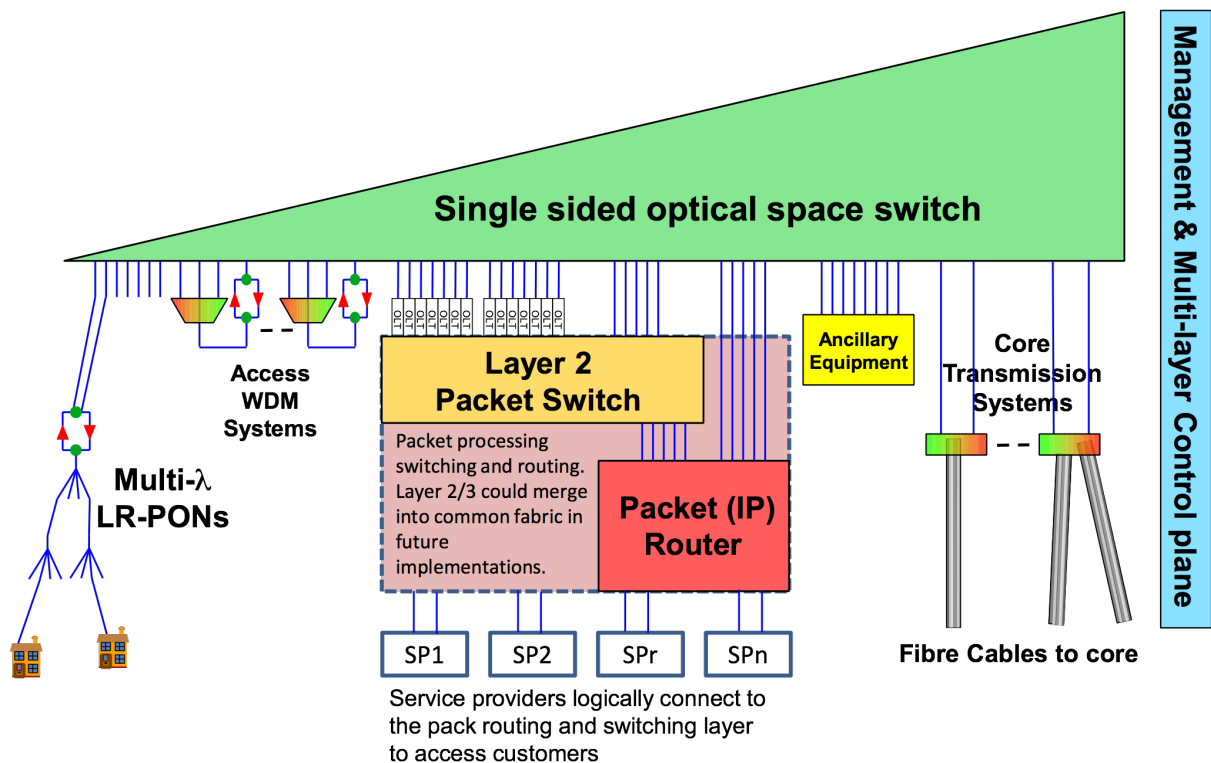 Single sided optical space switch
Management & Multi-layer Control plane
OLT
OLT
OLT
OLT
OLT
OLT
OLT
OLT
OLT
OLT
OLT
OLT
OLT
OLT
Access
WDM
Systems
Layer 2
Packet Switch
Ancillary
Equipment
Core
Transmission
Systems
Multi-λ
LR-PONs
Packet processing
switching and routing.
Layer 2/3 could merge
into common fabric in
future
implementations.
Packet (IP)
Router
SP1
SP2
SPr
SPn
Fibre Cables to core
Service providers logically connect to
the pack routing and switching layer
to access customers